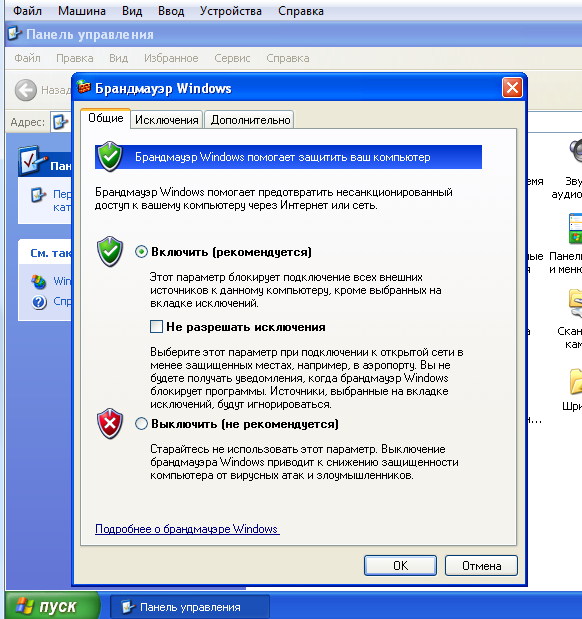 Файл Машина Вид Ввод Устройства Справка
Панель управления
Файл Правка Вид Избранное Сервис Справка
Назад
Адрес:
Брандмауэр Windows
Общие Исключения Дополнительно
Брандмауэр Windows помогает защитить ваш компьютер
Брандмауэр Windows помогает предотвратить несанкционированный
доступ к вашему компьютеру через Интернет или сеть.
Включить (рекомендуется)
Этот параметр блокирует подключение всех внешних
источников к данному компьютеру, кроме выбранных на
вкладке исключений.
Не разрешать исключения
Выберите этот параметр при подключении к открытой сети в
менее защищенных местах, например, в аэропорту. Вы не
будете получать уведомления, когда брандмауэр Windows
блокирует программы. Источники, выбранные на вкладке
исключений, будут игнорироваться.
Выключить (не рекомендуется)
Старайтесь не использовать этот параметр. Выключение
брандмауэра Windows приводит к снижению защищенности
компьютера от вирусных атак и злоумышленников.
Подробнее о брандмауэре Windows
OK Отмена
Пан
Пер
кат
См. так
Win
Спр
емя
Зву
аудио
ные
Панель
и меню
Скан
кам
Шри
пуск Панель управления